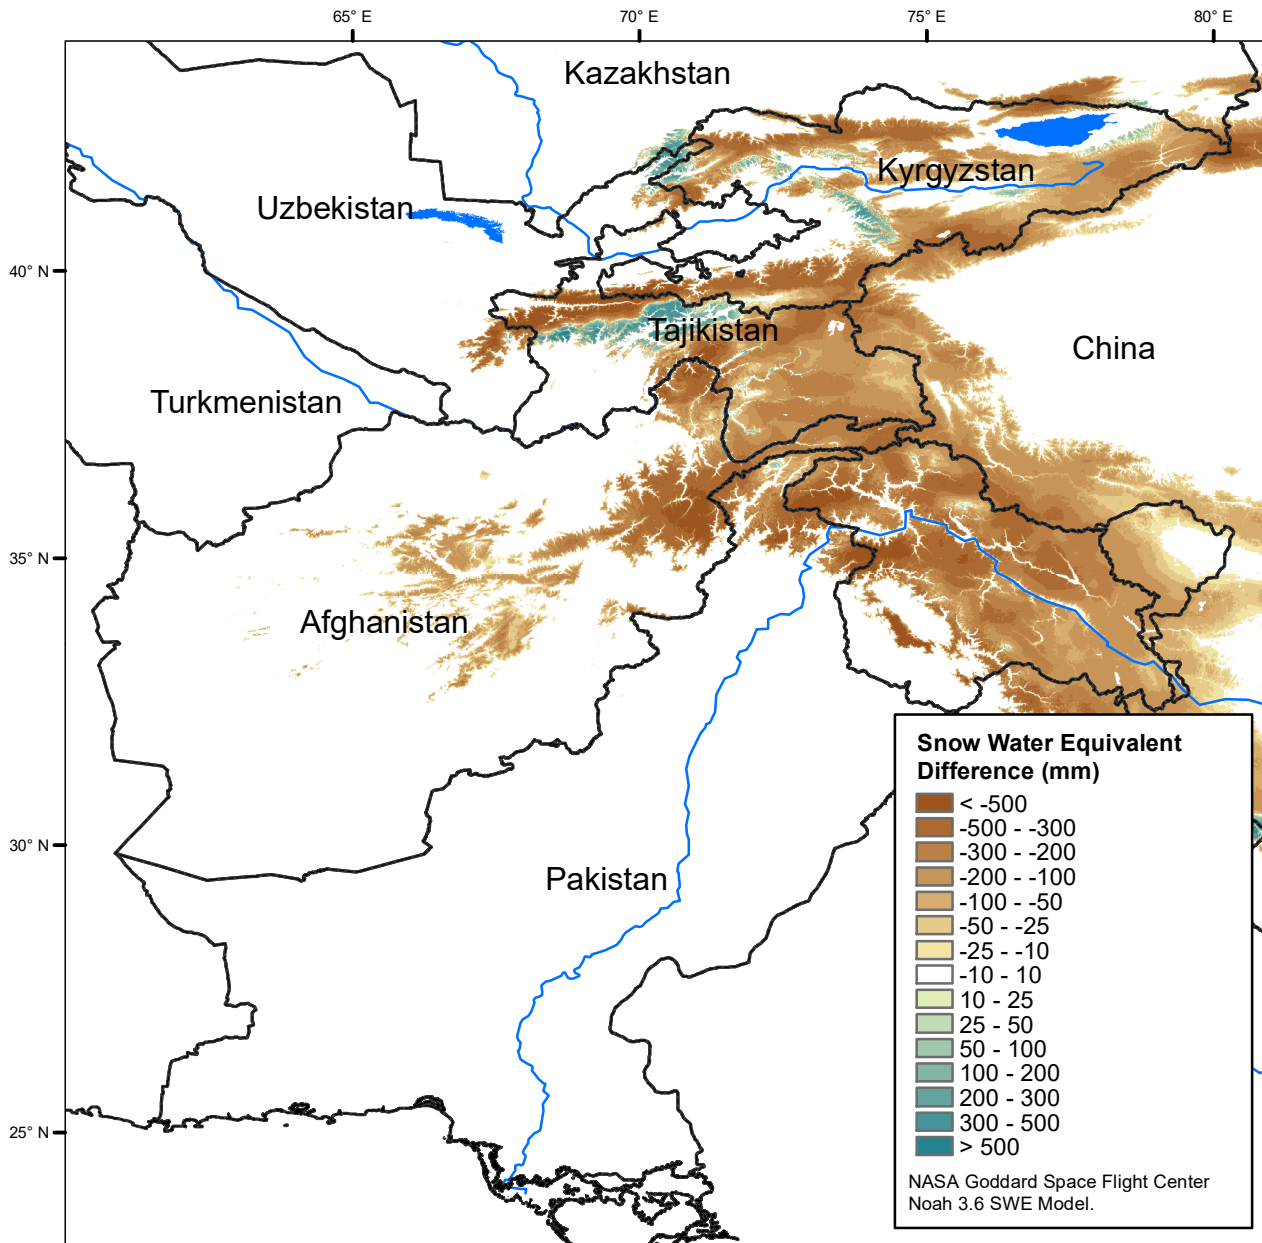 65° E
70° E
75° E
80° E
Kazakhstan
Kyrgyzstan
Uzbekistan
40° N
Tajikistan
China
Turkmenistan
35° N
Afghanistan
30° N
Pakistan
25° N
Snow Water Equivalent
Difference (mm)
< -500
-500 - -300
-300 - -200
-200 - -100
-100 - -50
-50 - -25
-25 - -10
-10 - 10
10 - 25
25 - 50
50 - 100
100 - 200
200 - 300
300 - 500
> 500
NASA Goddard Space Flight Center
Noah 3.6 SWE Model.